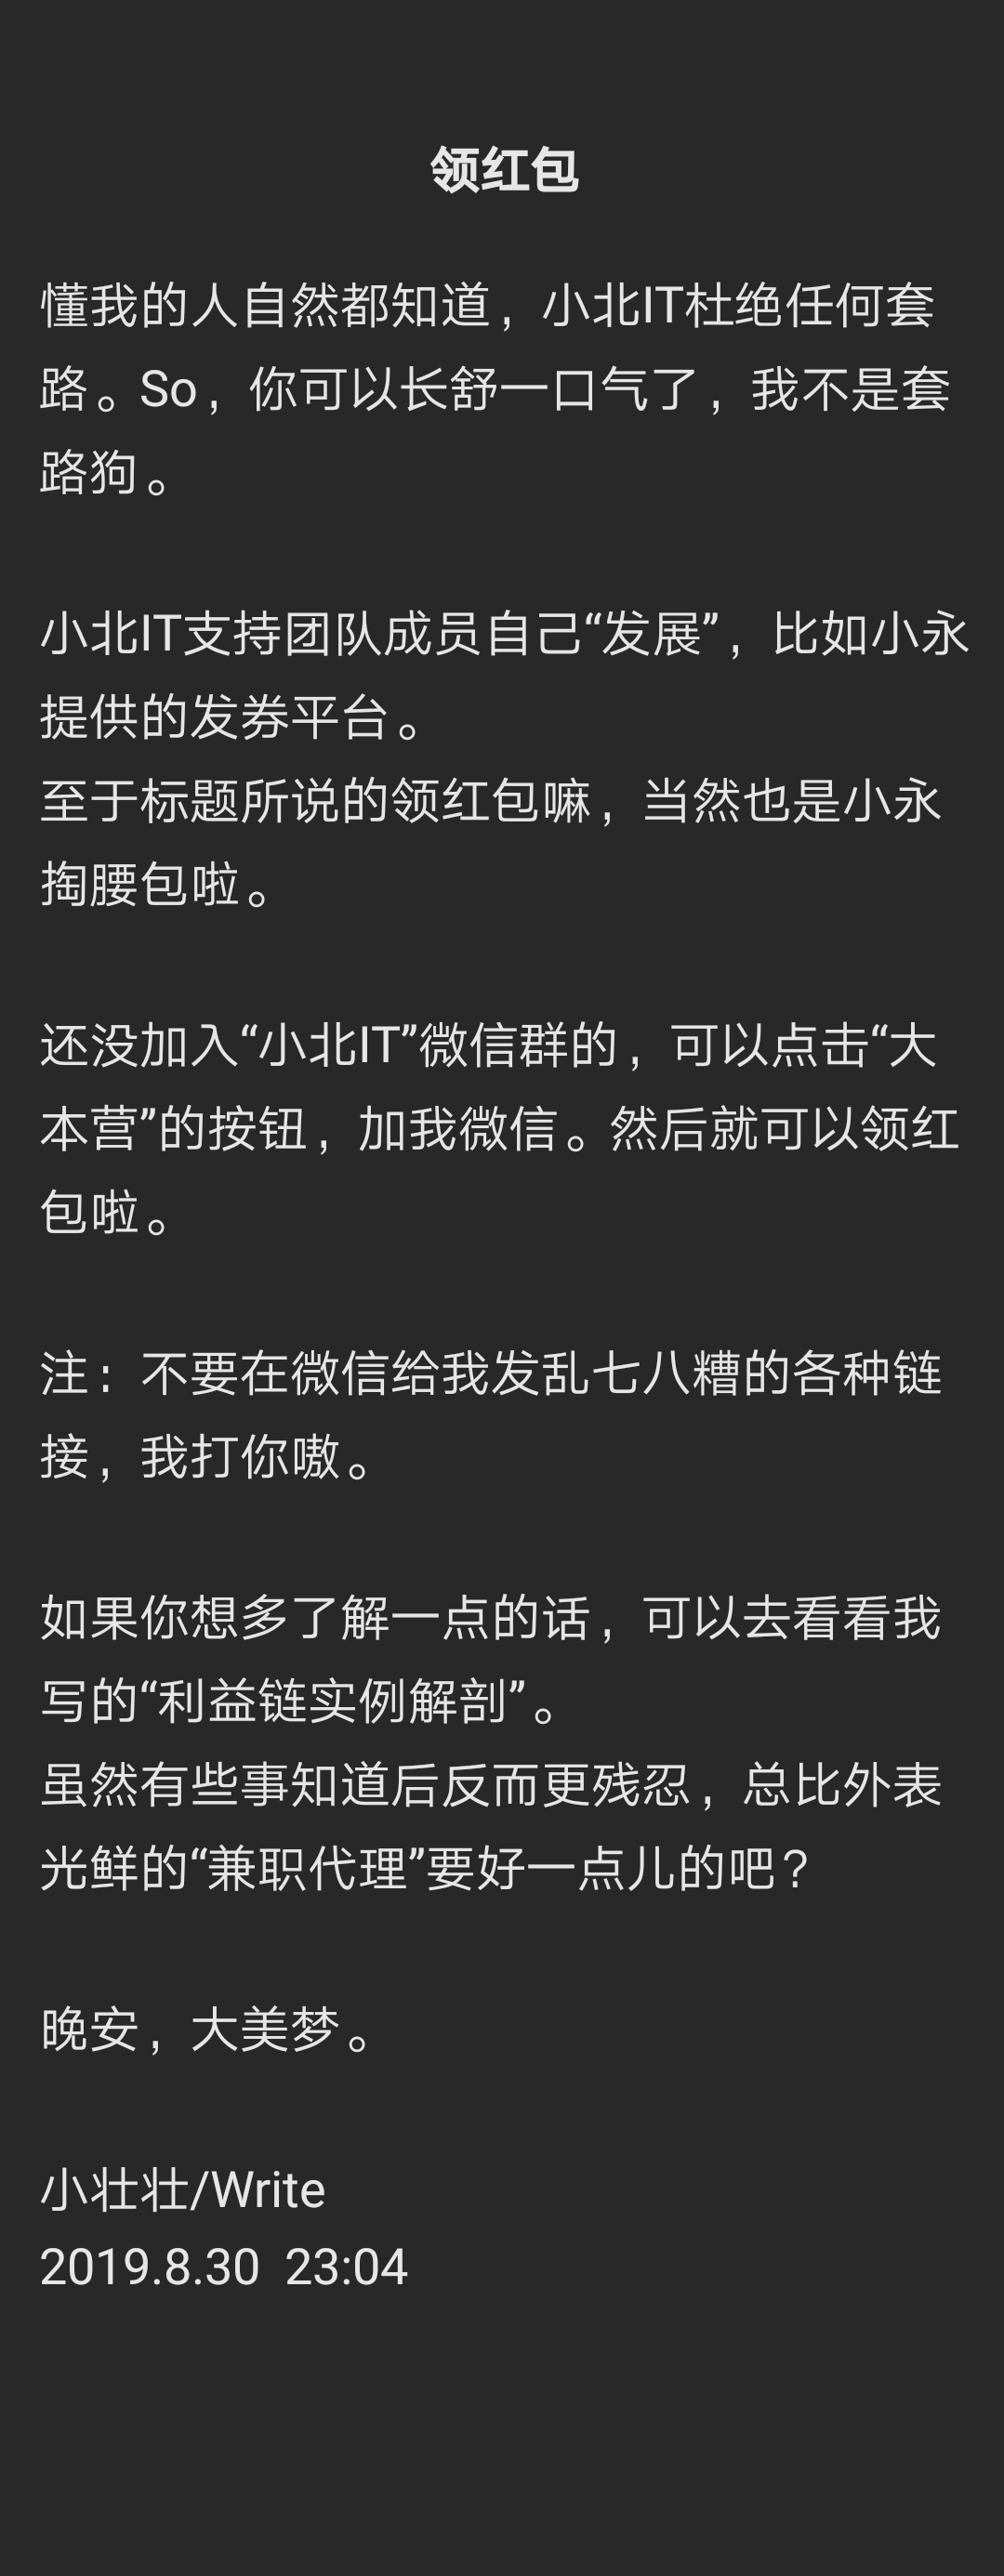 领红包
懂我的人自然都知道，小北IT杜绝任何套
路。So，你可以长舒一口气了，我不是套
路狗。
小北IT支持团队成员自己“发展”，比如小永
提供的发券平台。
至于标题所说的领红包嘛，当然也是小永
掏腰包啦。
还没加入“小北IT”微信群的，可以点击“大
本营”的按钮，加我微信。然后就可以领红
包啦。
注：不要在微信给我发乱七八糟的各种链
接，我打你嗷。
如果你想多了解一点的话，可以去看看我
写的“利益链实例解剖”。
虽然有些事知道后反而更残忍，总比外表
光鲜的“兼职代理”要好一点儿的吧？
晚安，大美梦。
小壮壮/Write
2019.8.30  23:04